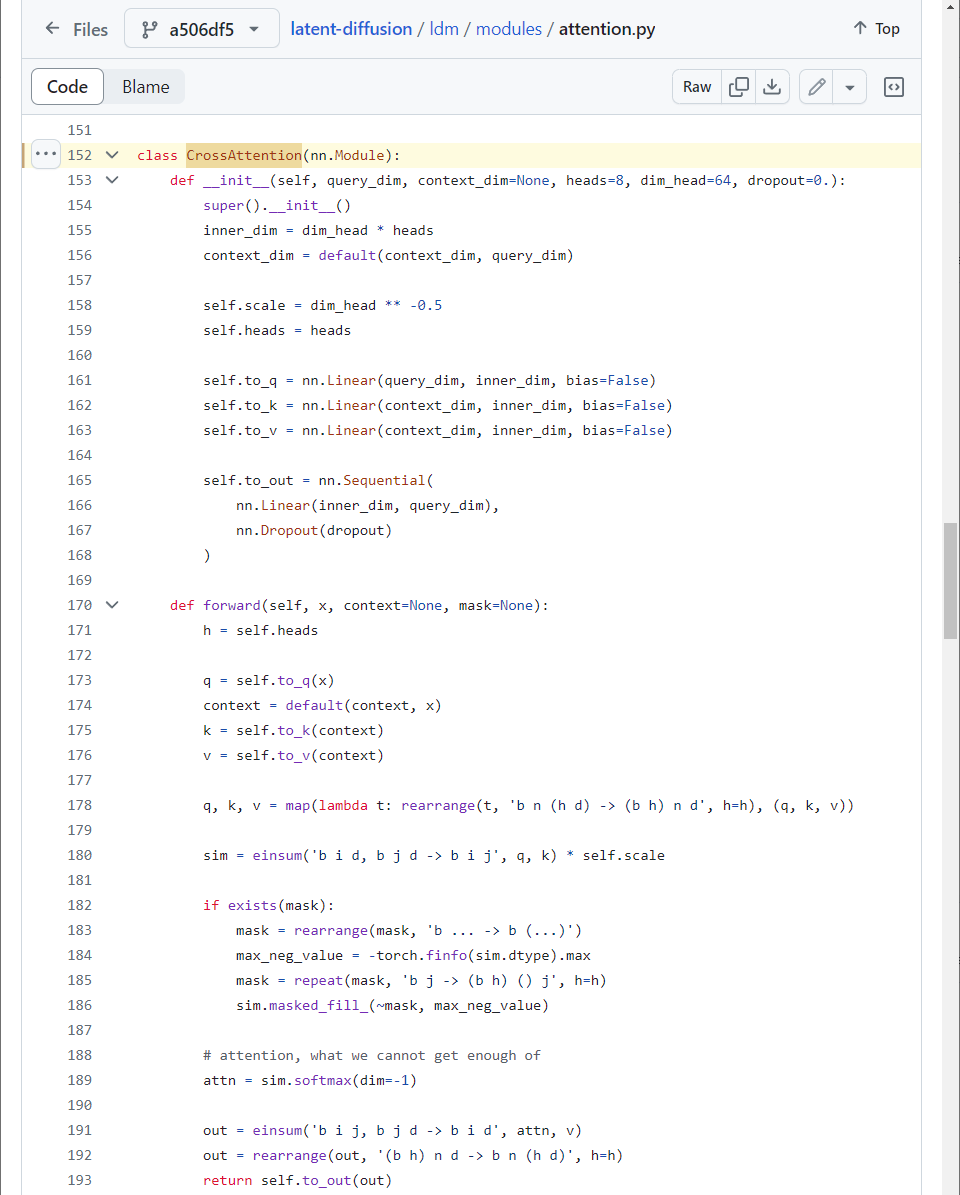 Files a506df5 latent-diffusion / ldm / modules / attention.py Top
Code Blame Raw
151
152 class CrossAttention(nn.Module):
153     def __init__(self, query_dim, context_dim=None, heads=8, dim_head=64, dropout=0.):
154         super().__init__()
155         inner_dim = dim_head * heads
156         context_dim = default(context_dim, query_dim)
157
158         self.scale = dim_head ** -0.5
159         self.heads = heads
160
161         self.to_q = nn.Linear(query_dim, inner_dim, bias=False)
162         self.to_k = nn.Linear(context_dim, inner_dim, bias=False)
163         self.to_v = nn.Linear(context_dim, inner_dim, bias=False)
164
165         self.to_out = nn.Sequential(
166             nn.Linear(inner_dim, query_dim),
167             nn.Dropout(dropout)
168         )
169
170     def forward(self, x, context=None, mask=None):
171         h = self.heads
172
173         q = self.to_q(x)
174         context = default(context, x)
175         k = self.to_k(context)
176         v = self.to_v(context)
177
178         q, k, v = map(lambda t: rearrange(t, 'b n (h d) -> (b h) n d', h=h), (q, k, v))
179
180         sim = einsum('b i d, b j d -> b i j', q, k) * self.scale
181
182         if exists(mask):
183             mask = rearrange(mask, 'b ... -> b (...)')
184             max_neg_value = -torch.finfo(sim.dtype).max
185             mask = repeat(mask, 'b j -> (b h) () j', h=h)
186             sim.masked_fill_(~mask, max_neg_value)
187
188         # attention, what we cannot get enough of
189         attn = sim.softmax(dim=-1)
190
191         out = einsum('b i j, b j d -> b i d', attn, v)
192         out = rearrange(out, '(b h) n d -> b n (h d)', h=h)
193         return self.to_out(out)